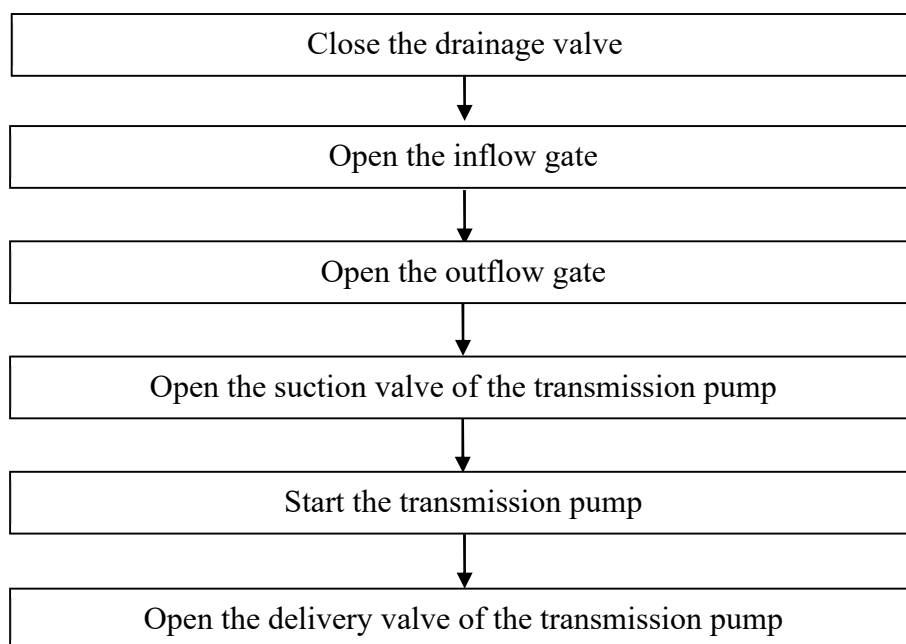 Close the drainage valve
Open the inflow gate
Open the outflow gate
Open the suction valve of the transmission pump
Start the transmission pump
Open the delivery valve of the transmission pump